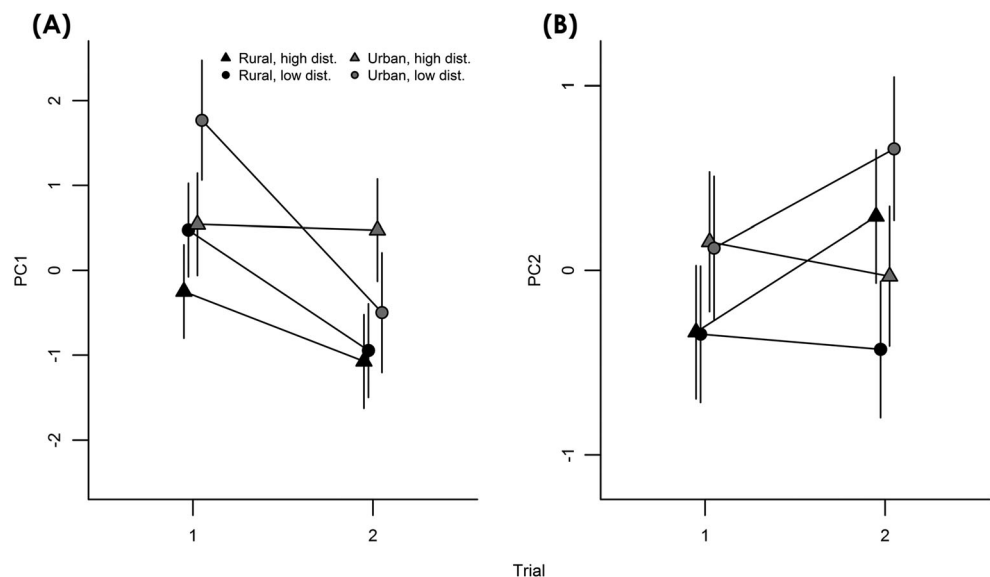 (A)
Rural, high dist.
Rural, low dist.
Urban, high dist.
Urban, low dist.
PC1
2
1
0
-1
-2
1
2
(B)
PC2
1
0
-1
1
2
Trial